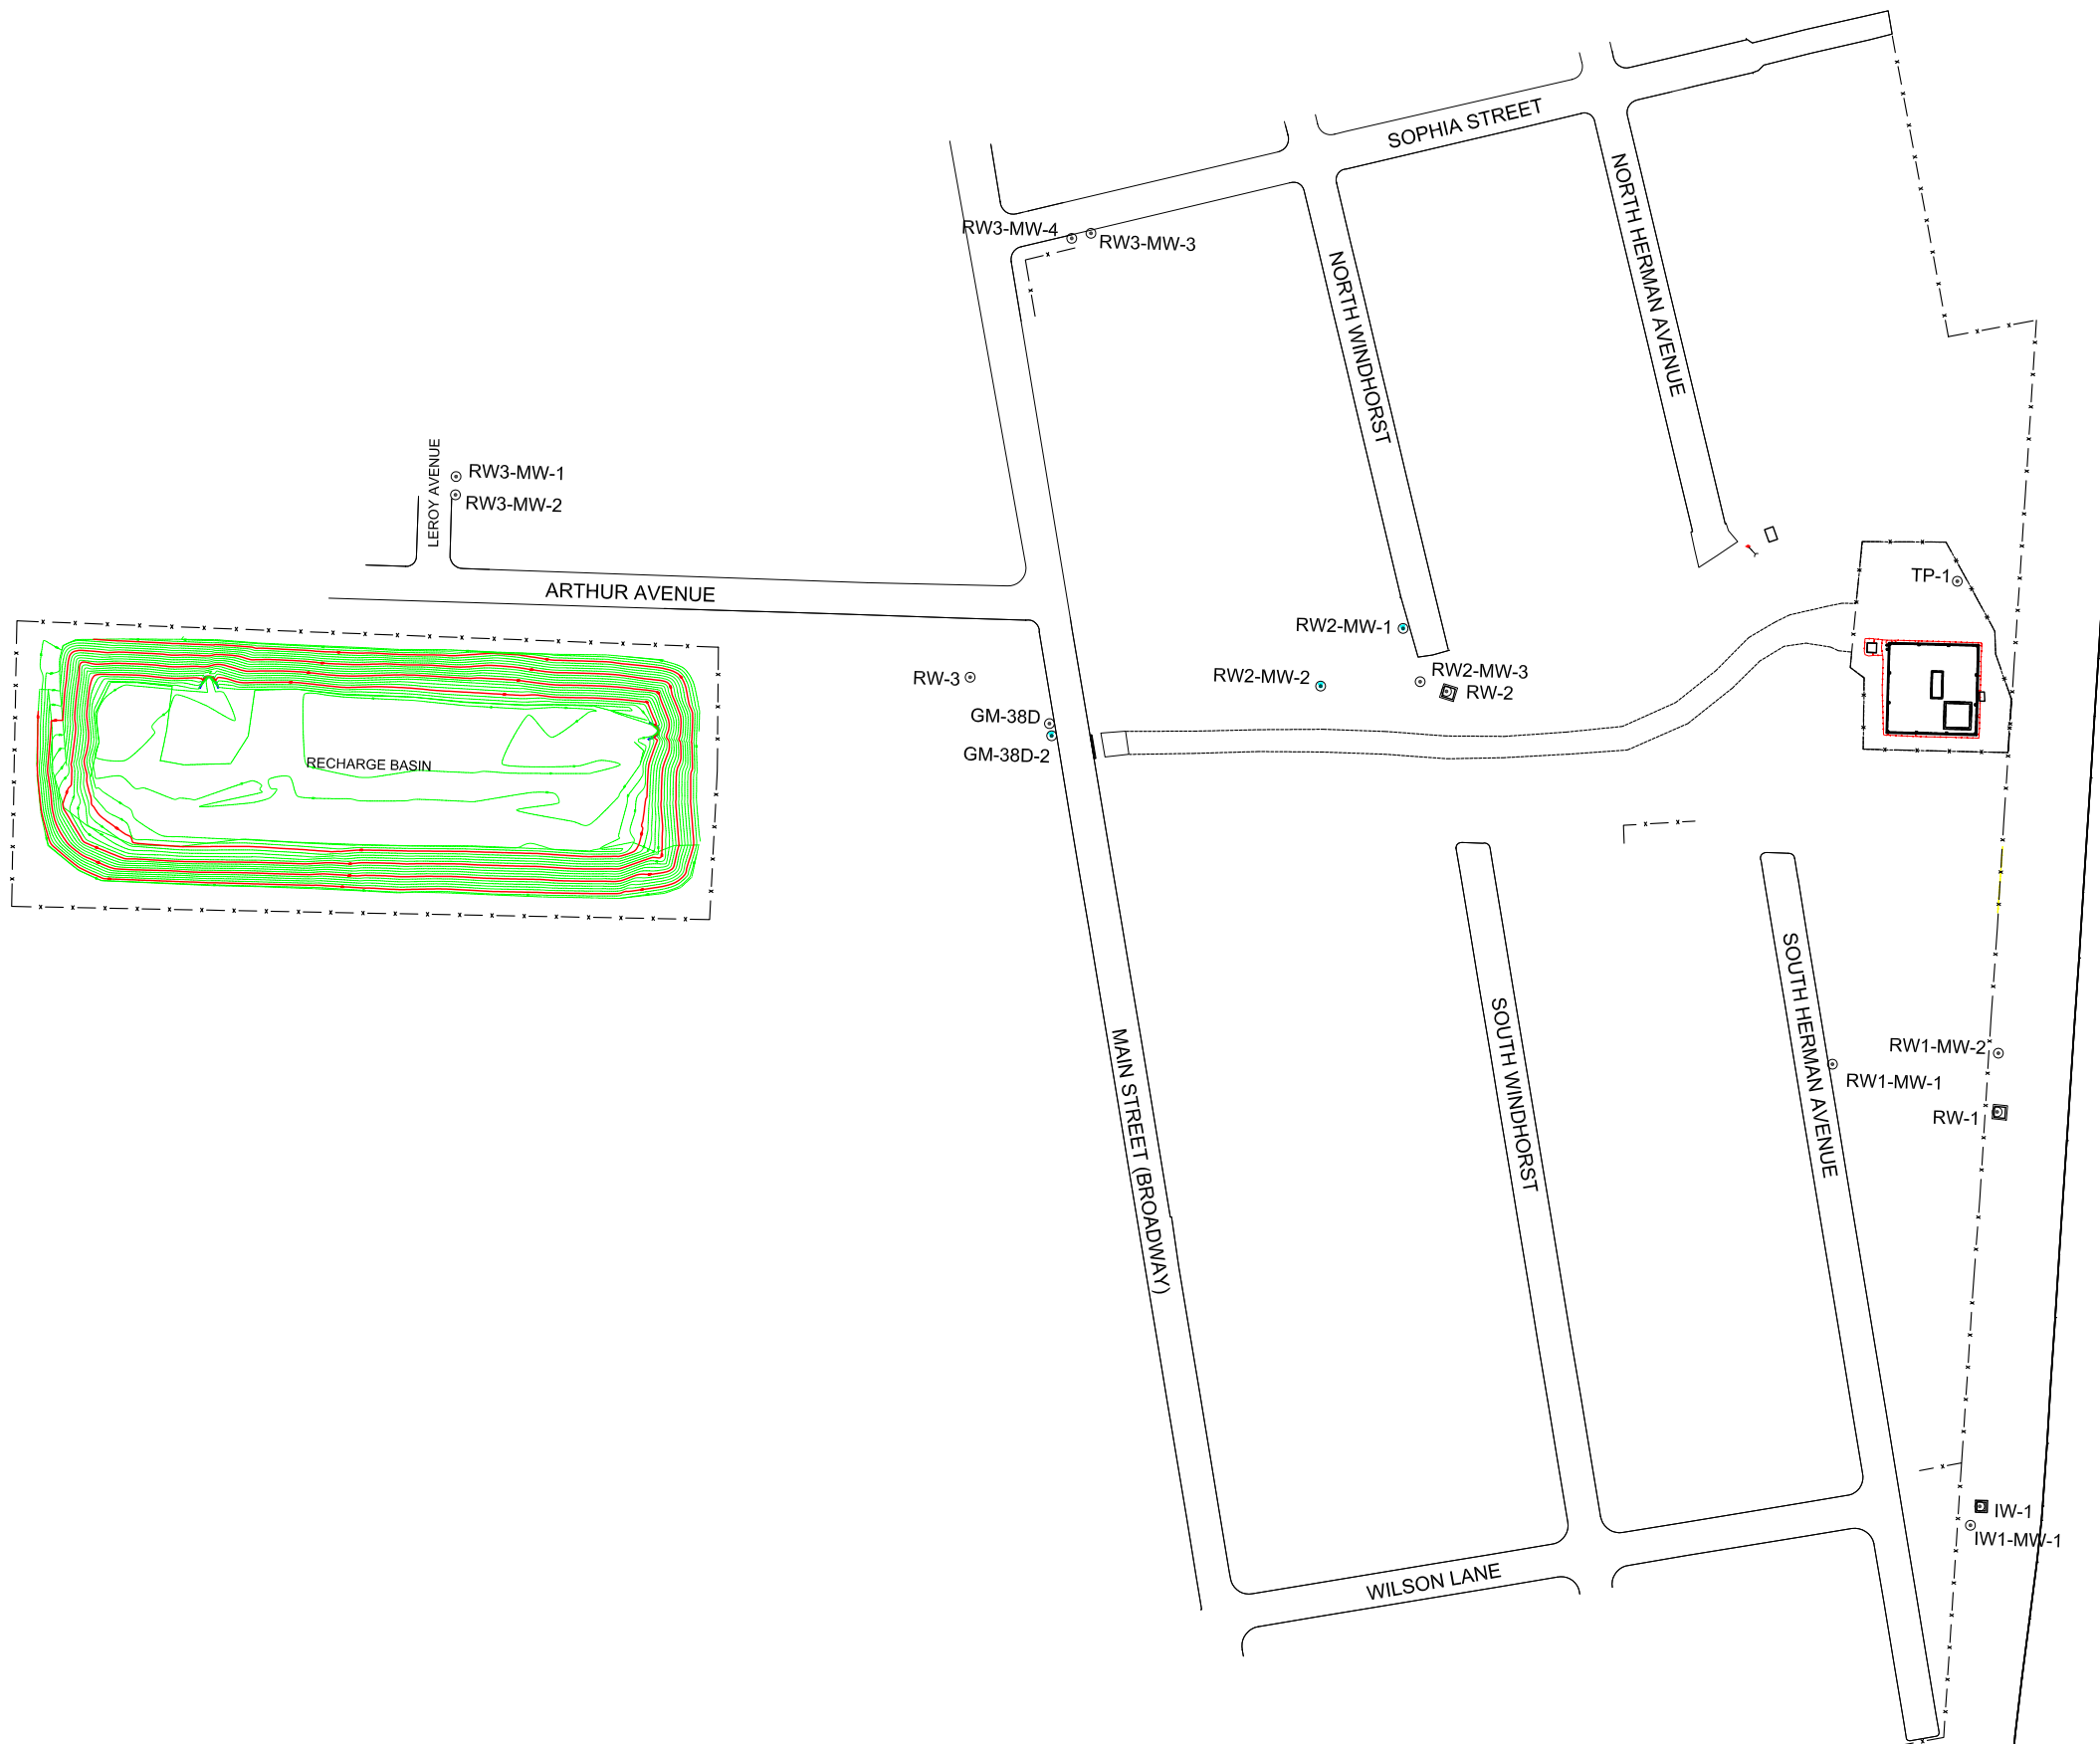 SOPHIA STREET
NORTH HERMAN AVENUE
RW3-MW-4
RW3-MW-3
NORTH WINDHORST
LEROY AVENUE
RW3-MW-1
RW3-MW-2
ARTHUR AVENUE
TP-1
RW2-MW-1
RW-3
RW2-MW-2
RW2-MW-3
RW-2
GM-38D
GM-38D-2
RECHARGE BASIN
SOUTH HERMAN AVENUE
SOUTH WINDHORST
MAIN STREET (BROADWAY)
RW1-MW-2
RW1-MW-1
RW-1
IW-1
IW1-MW-1
WILSON LANE